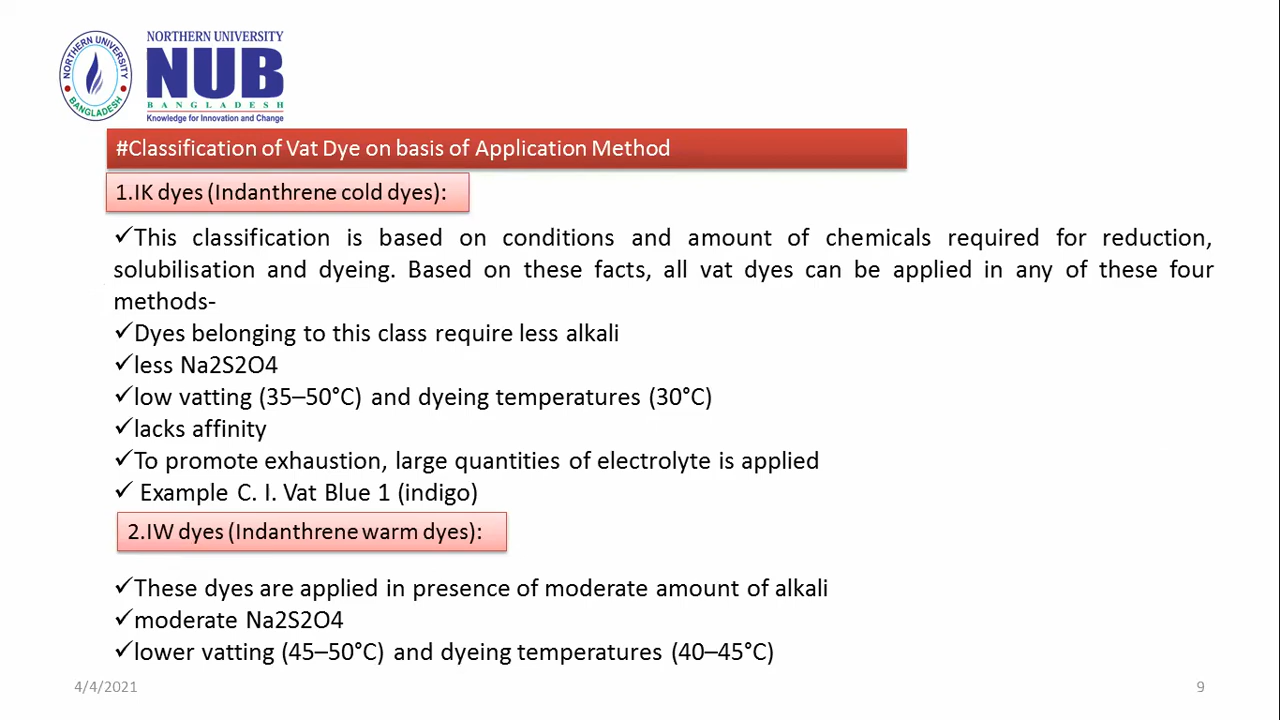 NORTHERN UNIVERSITY
NUB
BANGLADESH
Knowledge for Innovation and Change
NORTHERN UNIVERSITY
BANGLADESH
#Classification of Vat Dye on basis of Application Method
1.IK dyes (Indanthrene cold dyes):
✓This classification is based on conditions and amount of chemicals required for reduction,
solubilisation and dyeing. Based on these facts, all vat dyes can be applied in any of these four
methods-
✓Dyes belonging to this class require less alkali
✓less Na2S2O4
✓low vatting (35–50°C) and dyeing temperatures (30°C)
✓lacks affinity
✓To promote exhaustion, large quantities of electrolyte is applied
✓ Example C. I. Vat Blue 1 (indigo)
2.IW dyes (Indanthrene warm dyes):
✓These dyes are applied in presence of moderate amount of alkali
✓moderate Na2S2O4
✓lower vatting (45–50°C) and dyeing temperatures (40–45°C)
4/4/2021
9